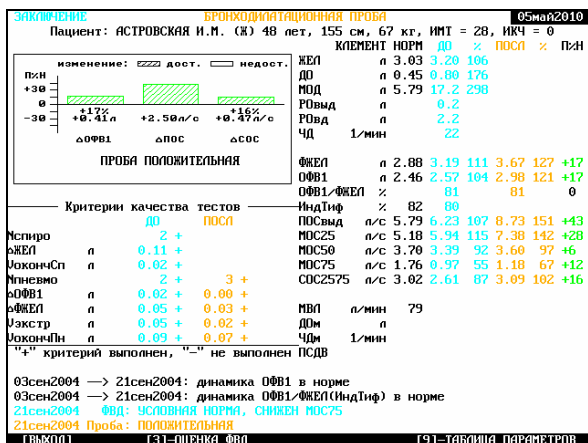 ЗАКЛЮЧЕНИЕ БРОНХОДИЛАТАЦИОННАЯ ПРОБА 05май2010
Пациент: АСТРОВСКАЯ И.М. (Ж) 48 лет, 155 см, 67 кг, ИМТ = 28, ИКЧ = 0
КЛЕМЕНТ НОРМ ДО % ПОСЛ % П%Н
изменение: дост. недост.
П%Н
+30
0
-30
+17% +16%
+0.41л +2.50л/с +0.47л/с
△ОФВ1 △ПОС △СОС
ПРОБА ПОЛОЖИТЕЛЬНАЯ
ЖЕЛ л 3.03 3.20 106
ДО л 0.45 0.80 176
МОД л 5.79 17.2 298
РОвыд л 0.2
РОвд л 2.2
ЧД 1/мин 22
ФЖЕЛ л 2.88 3.19 111 3.67 127 +17
ОФВ1 л 2.46 2.57 104 2.98 121 +17
ОФВ1/ФЖЕЛ % 81 81 0
ИндТиф % 82 80
ПОСвыд л/с 5.79 6.23 107 8.73 151 +43
МОС25 л/с 5.18 5.94 115 7.38 142 +28
МОС50 л/с 3.70 3.39 92 3.60 97 +6
МОС75 л/с 1.76 0.97 55 1.18 67 +12
СОС2575 л/с 3.02 2.61 87 3.09 102 +16
МВЛ л/мин 79
ДОм л
ЧДм 1/мин
ПСДВ
Критерии качества тестов
ДО ПОСЛ
Nспиро 2 +
△ЖЕЛ л 0.11 +
VокончСп л 0.02 +
Nпневмо 2 + 3 +
△ОФВ1 л 0.02 + 0.00 +
△ФЖЕЛ л 0.05 + 0.03 +
Vэкстр л 0.05 + 0.02 +
VокончПн л 0.09 + 0.07 +
"+" критерий выполнен, "-" не выполнен
03сен2004 —> 21сен2004: динамика ОФВ1 в норме
03сен2004 —> 21сен2004: динамика ОФВ1/ФЖЕЛ(ИндТиф) в норме
21сен2004 ФВД: УСЛОВНАЯ НОРМА, СНИЖЕН МОС75
21сен2004 Проба: ПОЛОЖИТЕЛЬНАЯ
[ВЫХОД] [3]-ОЦЕНКА ФВД [9]-ТАБЛИЦА ПАРАМЕТРОВ